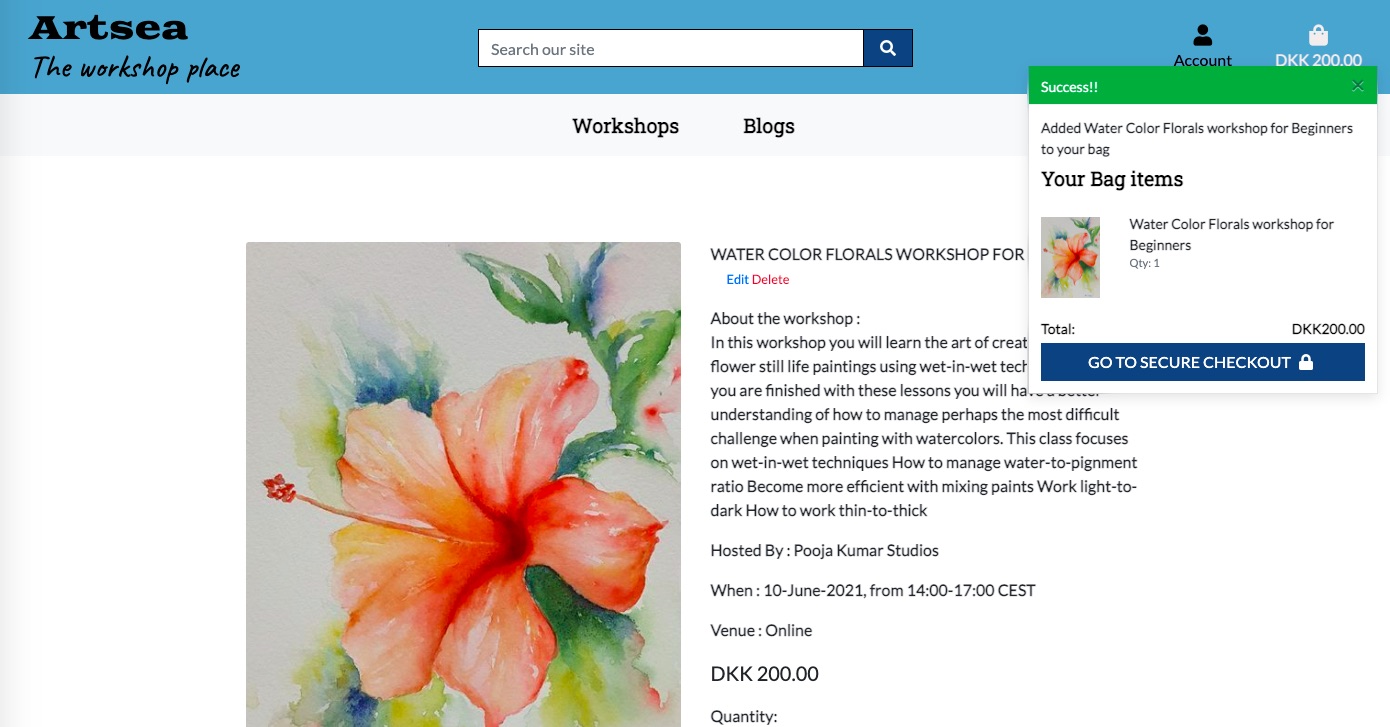 Artsea
The workshop place
Search our site
Account
DKK 200.00
Workshops
Blogs
Success!!
×
Added Water Color Florals workshop for Beginners
to your bag
Your Bag items
Water Color Florals workshop for
Beginners
Qty: 1
Total:
DKK200.00
GO TO SECURE CHECKOUT
WATER COLOR FLORALS WORKSHOP FOR
Edit Delete
About the workshop :
In this workshop you will learn the art of
flower still life paintings using wet-in-wet
you are finished with these lessons you will have a better
understanding of how to manage perhaps the most difficult
challenge when painting with watercolors. This class focuses
on wet-in-wet techniques How to manage water-to-pignment
ratio Become more efficient with mixing paints Work light-to-
dark How to work thin-to-thick
Hosted By : Pooja Kumar Studios
When : 10-June-2021, from 14:00-17:00 CEST
Venue : Online
DKK 200.00
Quantity: